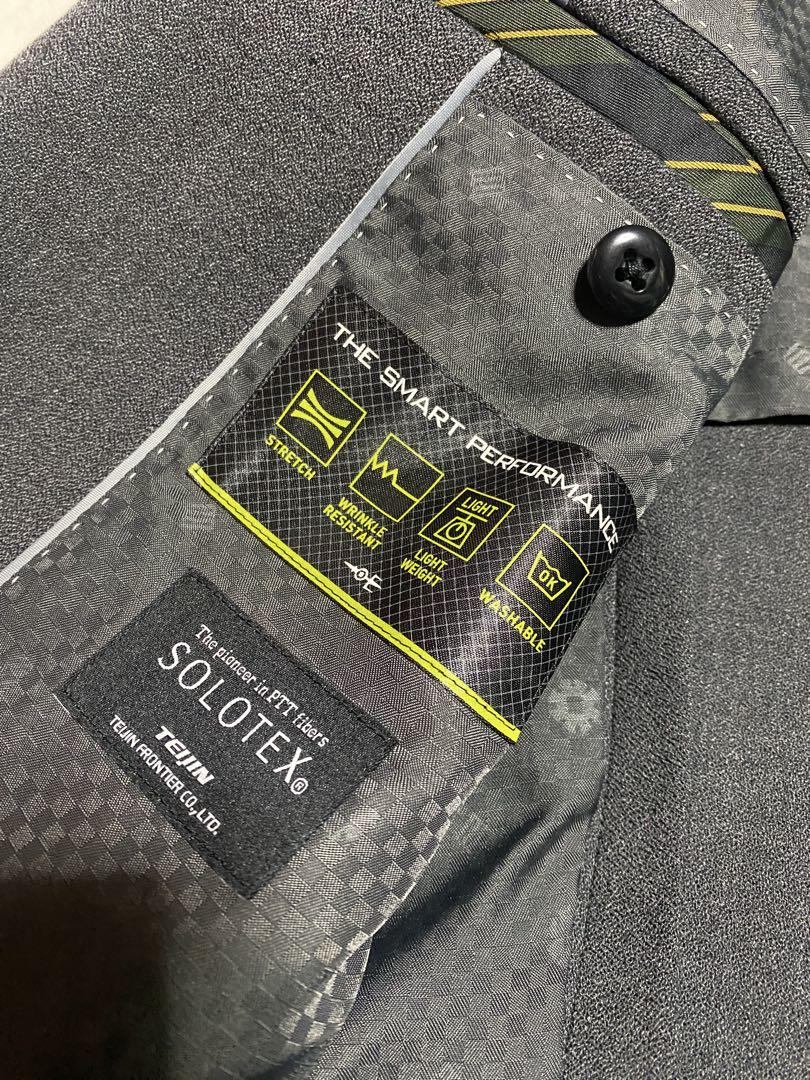 THE SMART PERFORMANCE
STRETCH
WRINKLE
RESISTANT
LIGHT
LIGHT
WEIGHT
OK
WASHABLE
The pioneer in PTT fibers
SOLOTEX®
TEIJIN
TEIJIN FRONTIER CO.,LTD.